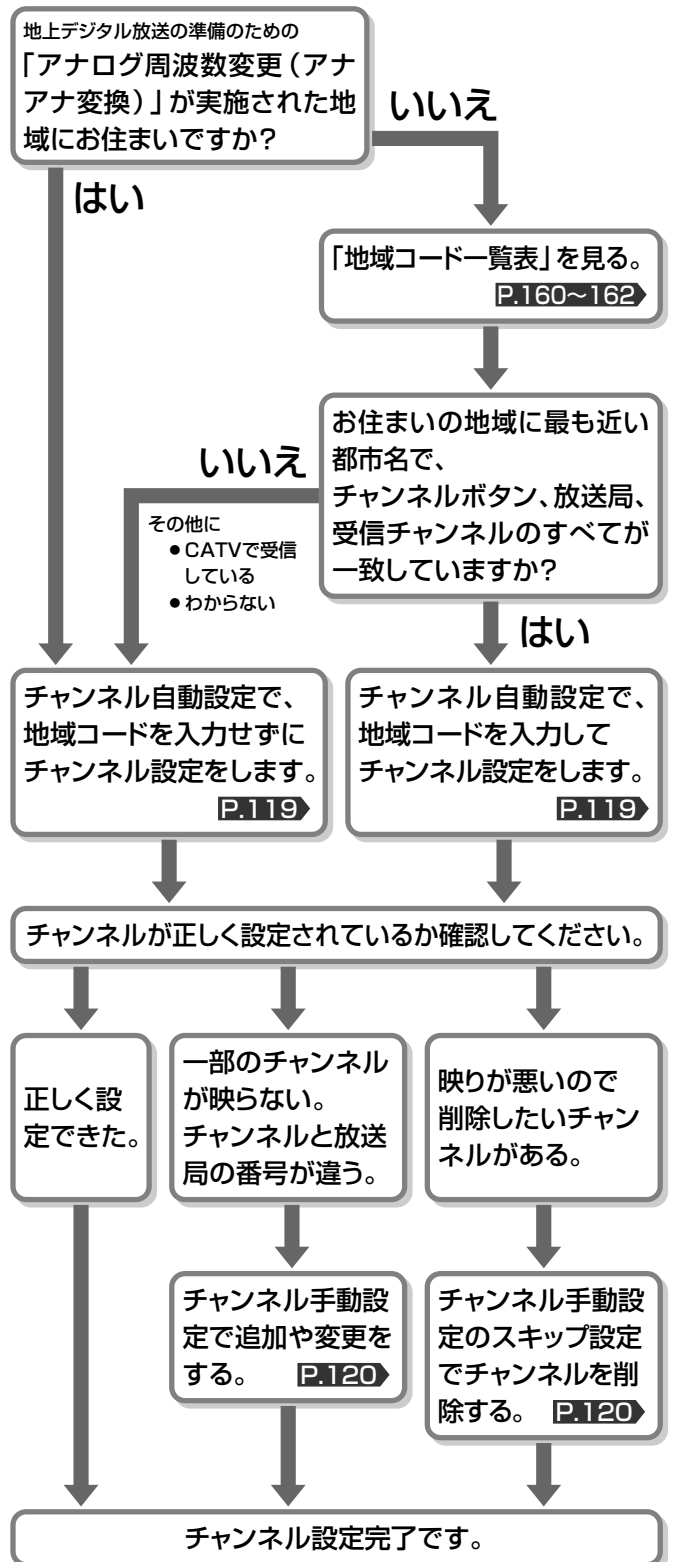 地上デジタル放送の準備のための
「アナログ周波数変更(アナ
アナ変換)」が実施された地
域にお住まいですか?
いいえ
はい
「地域コード一覧表」を見る。
P.160~162
お住まいの地域に最も近い
都市名で、
チャンネルボタン、放送局、
受信チャンネルのすべてが
一致していますか?
いいえ
その他に
●CATVで受信
している
●わからない
はい
チャンネル自動設定で、
地域コードを入力せずに
チャンネル設定をします。
P.119
チャンネル自動設定で、
地域コードを入力して
チャンネル設定をします。
P.119
チャンネルが正しく設定されているか確認してください。
正しく設
定できた。
一部のチャンネル
が映らない。
チャンネルと放送
局の番号が違う。
映りが悪いので
削除したいチャン
ネルがある。
チャンネル手動設
定で追加や変更を
する。 P.120
チャンネル手動設
定のスキップ設定
でチャンネルを削
除する。 P.120
チャンネル設定完了です。